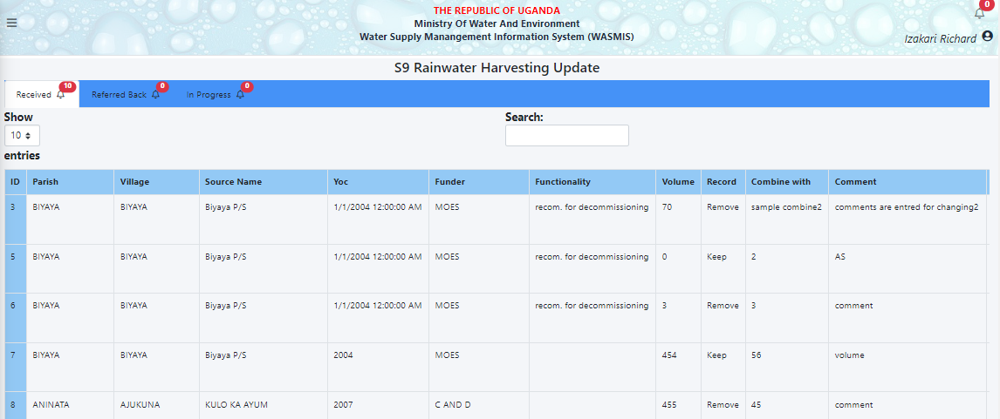 THE REPUBLIC OF UGANDA
0
Ministry Of Water And Environment
Water Supply Manangement Information System (WASMIS)
Izakari Richard
S9 Rainwater Harvesting Update
Received 10 Referred Back 0 In Progress 0
Show Search:
10
entries
ID Parish Village Source Name Yoc Funder Functionality Volume Record Combine with Comment
3 BIYAYA BIYAYA Biyaya P/S 1/1/2004 12:00:00 AM MOES recom. for decommissioning 70 Remove sample combine2 comments are entred for changing2
5 BIYAYA BIYAYA Biyaya P/S 1/1/2004 12:00:00 AM MOES recom. for decommissioning 0 Keep 2 AS
6 BIYAYA BIYAYA Biyaya P/S 1/1/2004 12:00:00 AM MOES recom. for decommissioning 3 Remove 3 comment
7 BIYAYA BIYAYA Biyaya P/S 2004 MOES 454 Keep 56 volume
8 ANINATA AJUKUNA KULO KA AYUM 2007 C AND D 455 Remove 45 comment